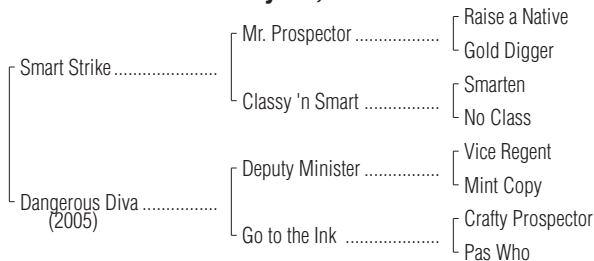 Raise a Native
Mr. Prospector ..................
Gold Digger
Smart Strike ......................
Smarten
Classy 'n Smart ................
No Class
Vice Regent
Deputy Minister ................
Mint Copy
Dangerous Diva ................
(2005)
Crafty Prospector
Go to the Ink ....................
Pas Who